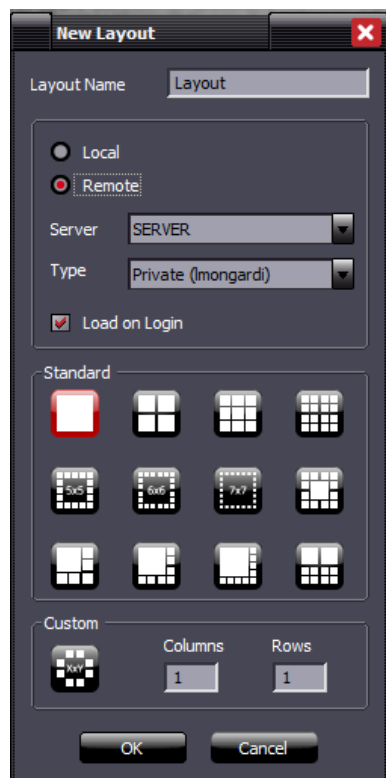 New Layout
Layout Name
Layout
Local
Remote
Server
SERVER
Type
Private (lmongardi)
Load on Login
Standard
5x5
6x6
7x7
Custom
Columns
Rows
XxY
1
1
OK
Cancel